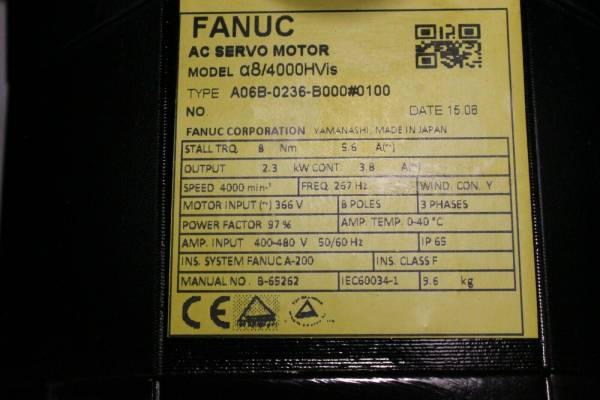 FANUC
AC SERVO MOTOR
MODEL α8/4000HVis
TYPE A06B-0236-B000#0100
NO. DATE 15.08
FANUC CORPORATION YAMANASHI, MADE IN JAPAN
STALL TRQ. 8 Nm 5.6 A(~)
OUTPUT 2.3 kW CONT. 3.8 A(~)
SPEED 4000 min-¹ FREQ. 267 Hz WIND. CON. Y
MOTOR INPUT (~) 366 V 8 POLES 3 PHASES
POWER FACTOR 97 % AMP. TEMP. 0-40 °C
AMP. INPUT 400-480 V 50/60 Hz IP 65
INS. SYSTEM FANUC A-200 INS. CLASS F
MANUAL NO. B-65262 IEC60034-1 9.6 kg
CE